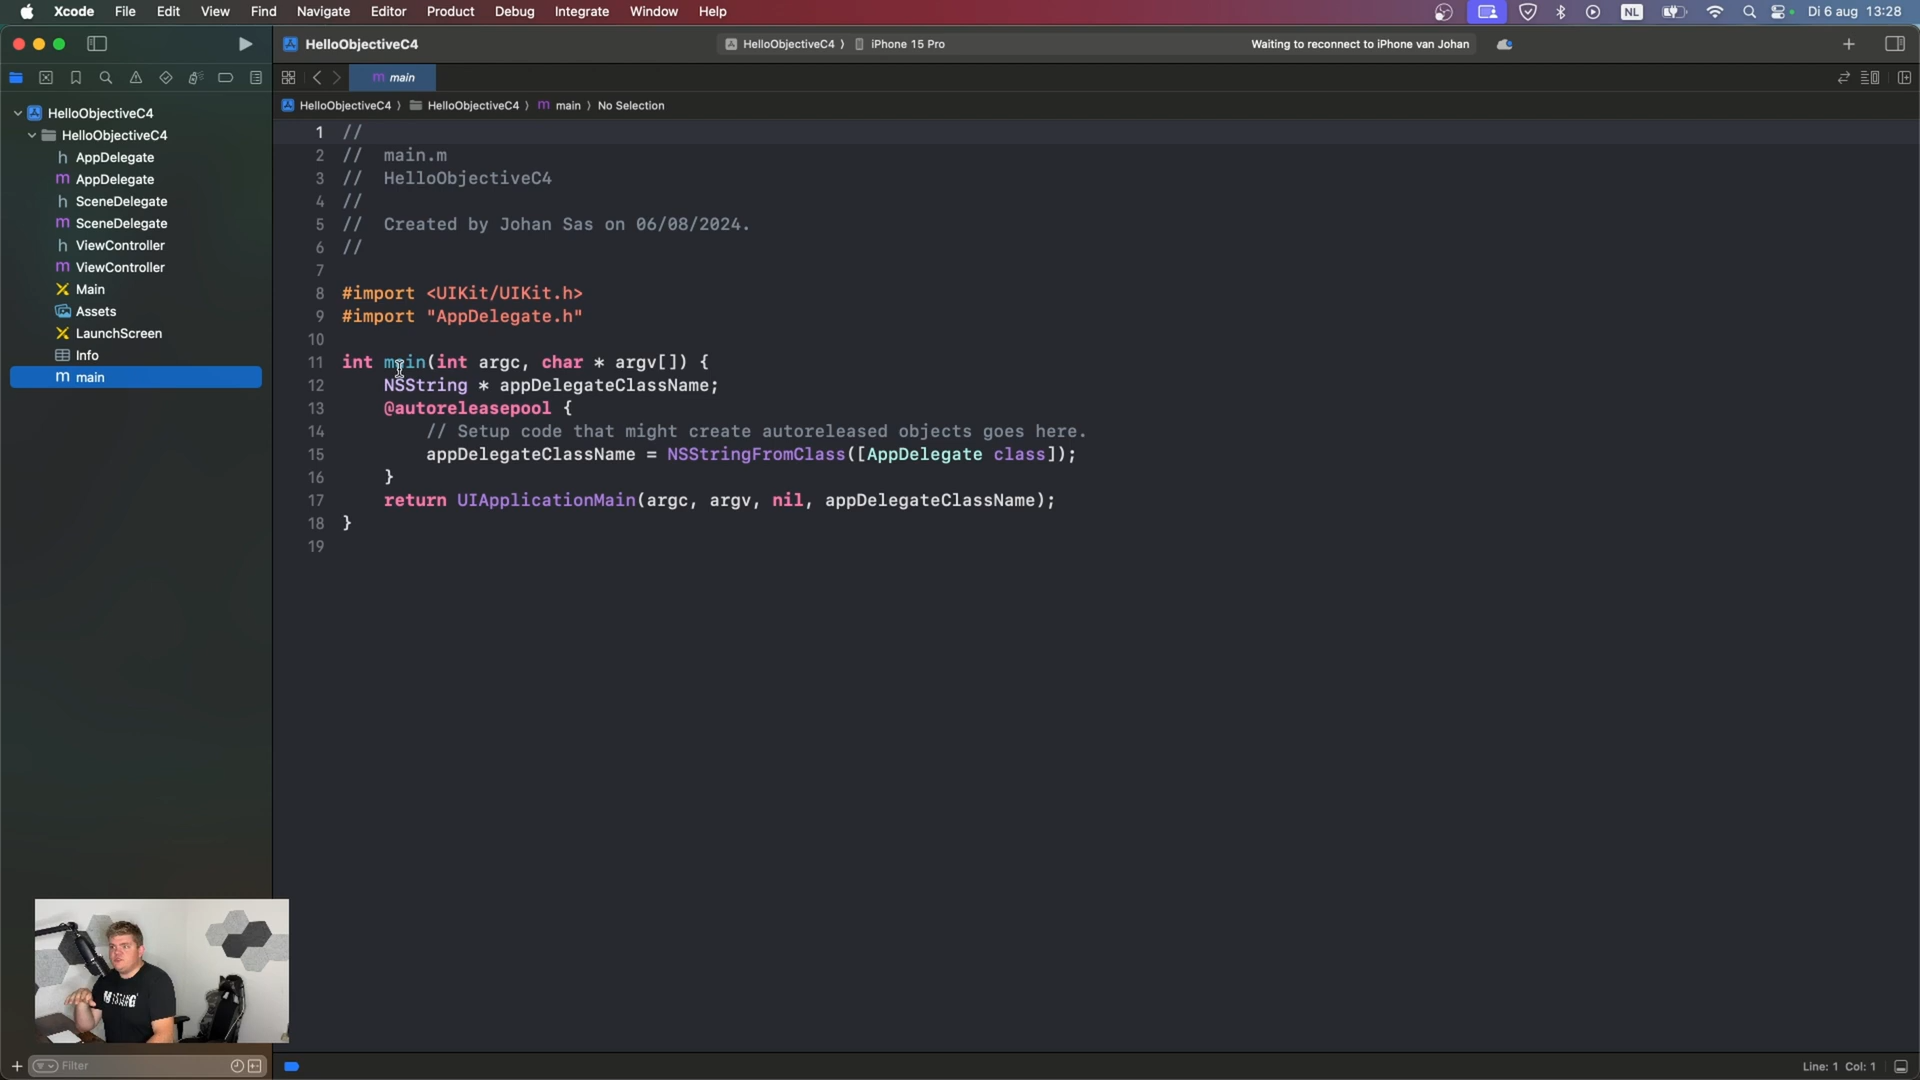 Xcode File Edit View Find Navigate Editor Product Debug Integrate Window Help NL Di 6 aug 13:28
HelloObjectiveC4 HelloObjectiveC4 ⟩ iPhone 15 Pro Waiting to reconnect to iPhone van Johan
m main
HelloObjectiveC4 ⟩ HelloObjectiveC4 ⟩ m main ⟩ No Selection
HelloObjectiveC4
HelloObjectiveC4
h AppDelegate
m AppDelegate
h SceneDelegate
m SceneDelegate
h ViewController
m ViewController
Main
Assets
LaunchScreen
Info
m main
1 //
2 // main.m
3 // HelloObjectiveC4
4 //
5 // Created by Johan Sas on 06/08/2024.
6 //
7
8 #import <UIKit/UIKit.h>
9 #import "AppDelegate.h"
10
11 int main(int argc, char * argv[]) {
12 NSString * appDelegateClassName;
13 @autoreleasepool {
14 // Setup code that might create autoreleased objects goes here.
15 appDelegateClassName = NSStringFromClass([AppDelegate class]);
16 }
17 return UIApplicationMain(argc, argv, nil, appDelegateClassName);
18 }
19
Filter
Line: 1 Col: 1